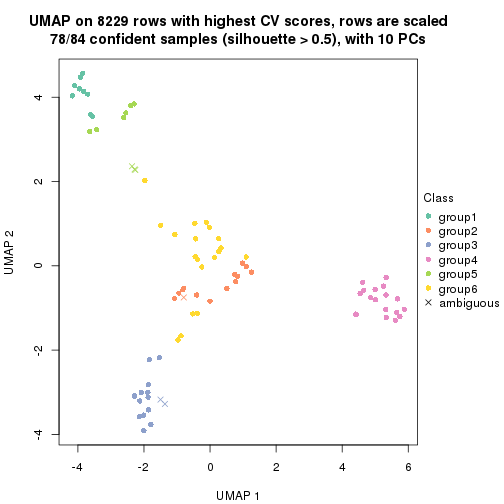 UMAP on 8229 rows with highest CV scores, rows are scaled
78/84 confident samples (silhouette > 0.5), with 10 PCs
UMAP 2
4
2
0
-2
-4
-4
-2
0
2
4
6
UMAP 1
Class
group1
group2
group3
group4
group5
group6
ambiguous